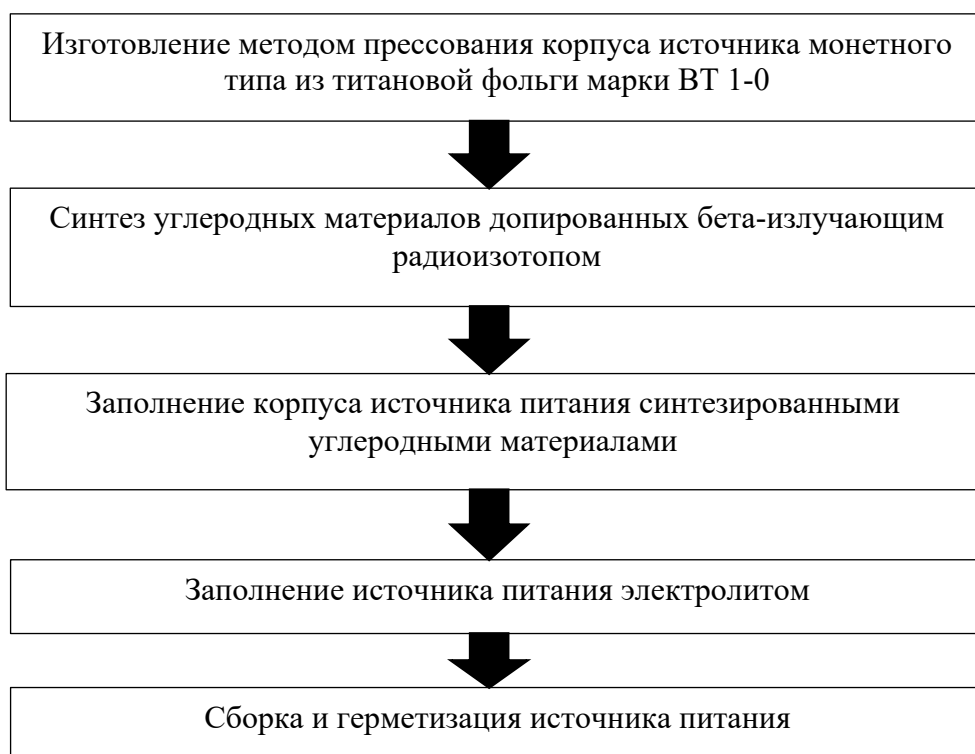 Изготовление методом прессования корпуса источника монетного
типа из титановой фольги марки ВТ 1-0
Синтез углеродных материалов допированных бета-излучающим
радиоизотопом
Заполнение корпуса источника питания синтезированными
углеродными материалами
Заполнение источника питания электролитом
Сборка и герметизация источника питания